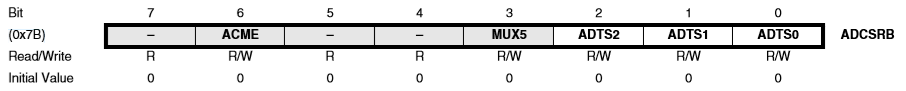 Bit 7 6 5 4 3 2 1 0
(0x7B) – ACME – – MUX5 ADTS2 ADTS1 ADTS0 ADCSRB
Read/Write R R/W R R R/W R/W R/W R/W
Initial Value 0 0 0 0 0 0 0 0